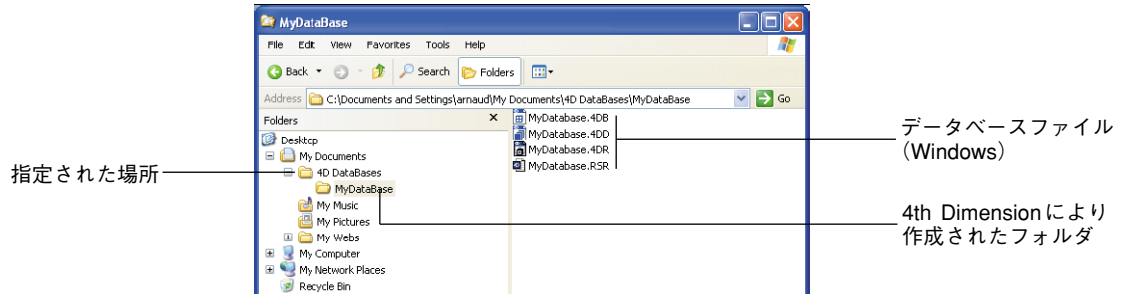 MyDataBase
File Edit View Favorites Tools Help
Back Search Folders
Address C:\Documents and Settings\arnaud\My Documents\4D DataBases\MyDataBase Go
Folders ×
Desktop
My Documents
4D DataBases
MyDataBase
My Music
My Pictures
My Webs
My Computer
My Network Places
Recycle Bin
MyDatabase.4DB
MyDatabase.4DD
MyDatabase.4DR
MyDatabase.RSR
指定された場所
データベースファイル
（Windows）
4th Dimensionにより
作成されたフォルダ